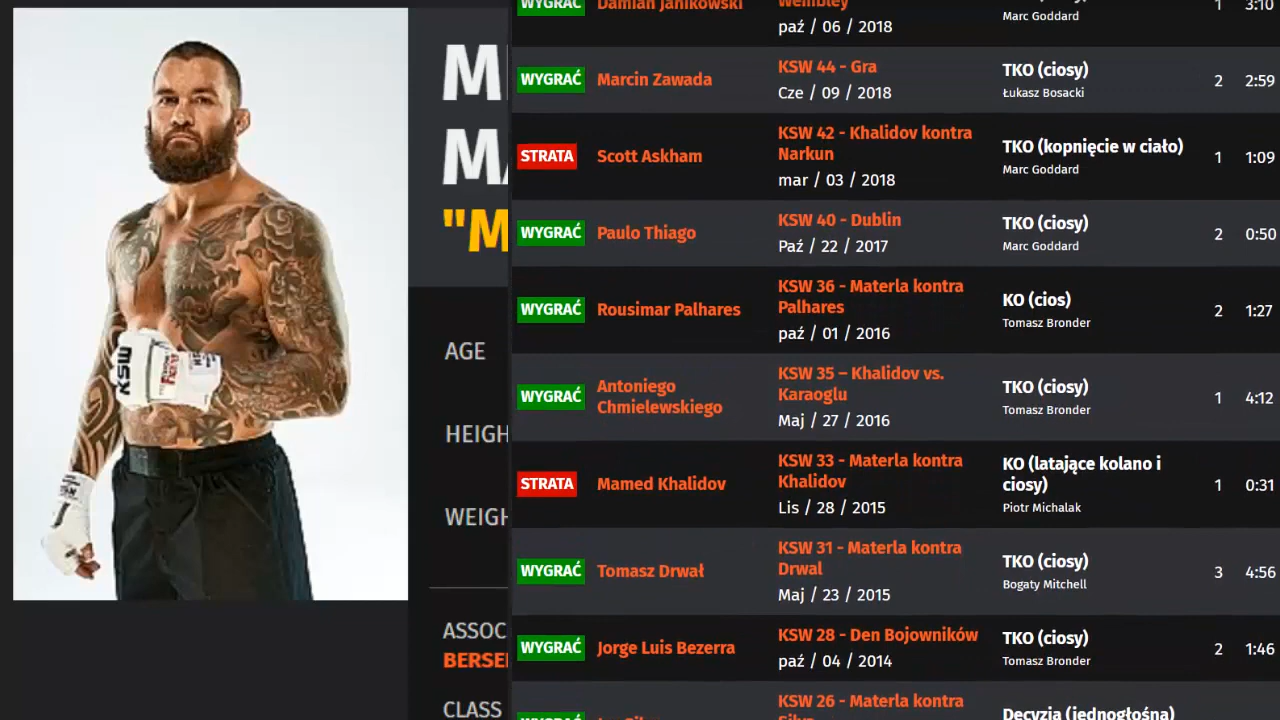 M
MA
"M
AGE
HEIGH
WEIGH
ASSOC
BERSE
CLASS
MSK
WYGRAĆ Damian Janikowski Wembley 1 3:10
Marc Goddard
paź / 06 / 2018
WYGRAĆ Marcin Zawada KSW 44 - Gra TKO (ciosy) 2 2:59
Cze / 09 / 2018 Łukasz Bosacki
STRATA Scott Askham KSW 42 - Khalidov kontra
Narkun TKO (kopnięcie w ciało) 1 1:09
mar / 03 / 2018 Marc Goddard
WYGRAĆ Paulo Thiago KSW 40 - Dublin TKO (ciosy) 2 0:50
Paź / 22 / 2017 Marc Goddard
WYGRAĆ Rousimar Palhares KSW 36 - Materla kontra
Palhares KO (cios) 2 1:27
paź / 01 / 2016 Tomasz Bronder
WYGRAĆ Antoniego
Chmielewskiego KSW 35 – Khalidov vs.
Karaoglu TKO (ciosy) 1 4:12
Maj / 27 / 2016 Tomasz Bronder
STRATA Mamed Khalidov KSW 33 - Materla kontra
Khalidov KO (latające kolano i
ciosy) 1 0:31
Lis / 28 / 2015 Piotr Michalak
WYGRAĆ Tomasz Drwał KSW 31 - Materla kontra
Drwal TKO (ciosy) 3 4:56
Maj / 23 / 2015 Bogaty Mitchell
WYGRAĆ Jorge Luis Bezerra KSW 28 - Den Bojowników TKO (ciosy) 2 1:46
paź / 04 / 2014 Tomasz Bronder
WYGRAĆ KSW 26 - Materla kontra
Decyzja (jednogłośna)